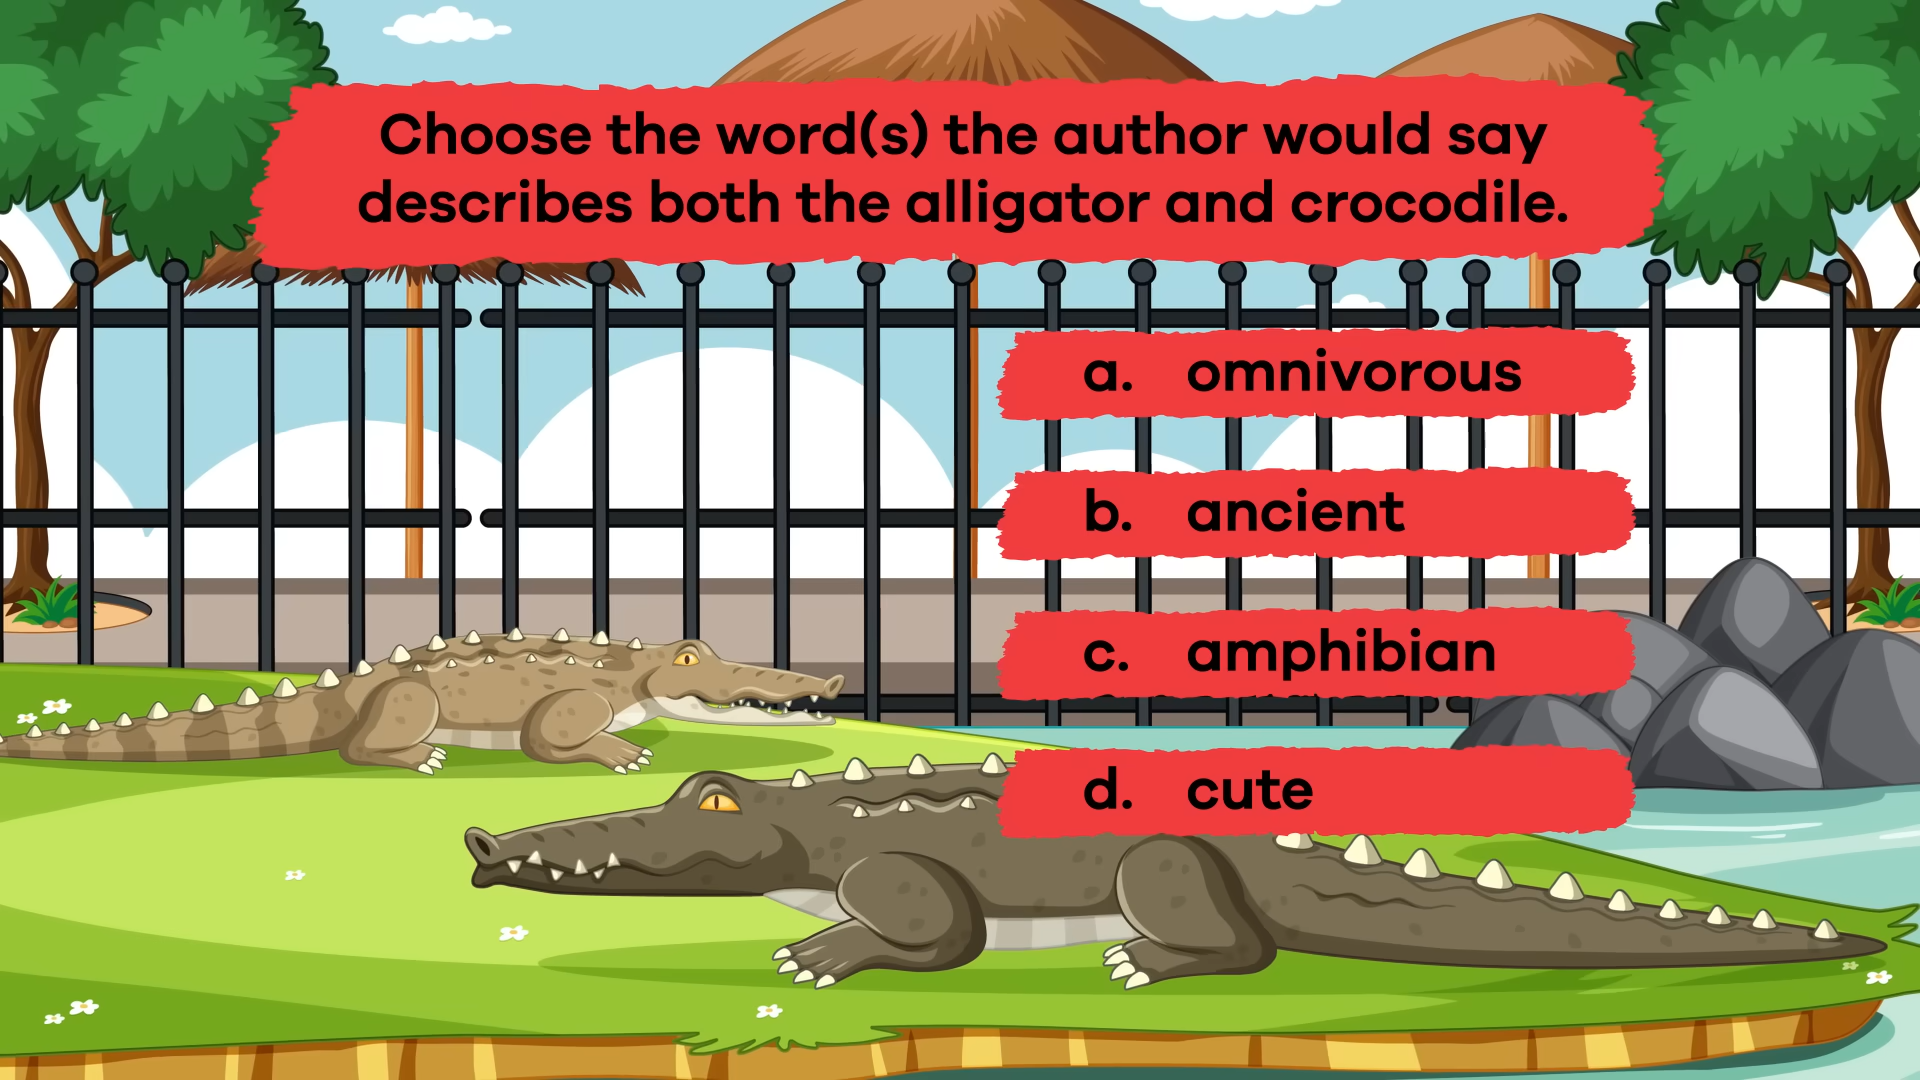 Choose the word(s) the author would say
describes both the alligator and crocodile.
a. omnivorous
b. ancient
c. amphibian
d. cute